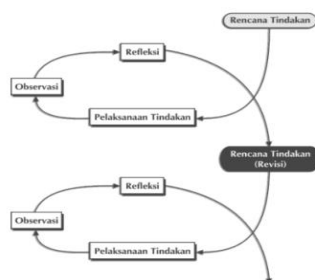 Rencana Tindakan
Refleksi
Observasi
Pelaksanaan Tindakan
Rencana Tindakan
(Revisi)
Refleksi
Observasi
Pelaksanaan Tindakan